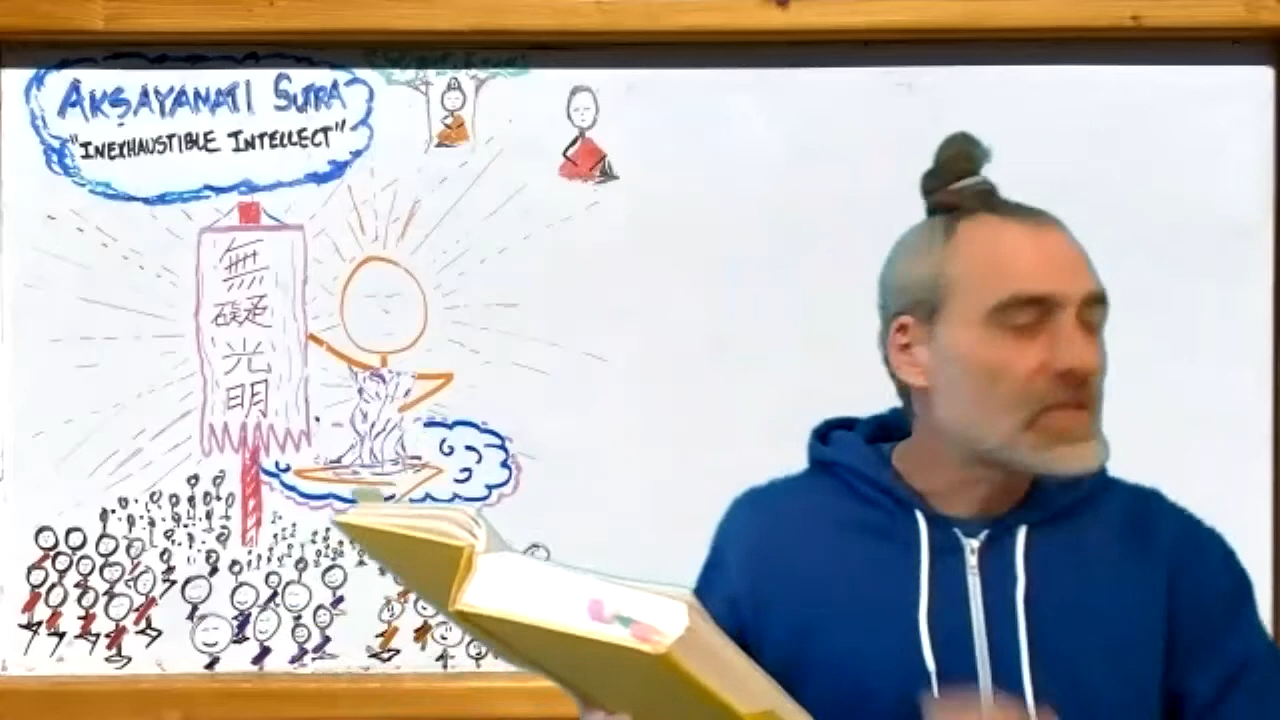 AKṢAYAMATI SUTRA
"INEXHAUSTIBLE INTELLECT"
無
礙
光
明